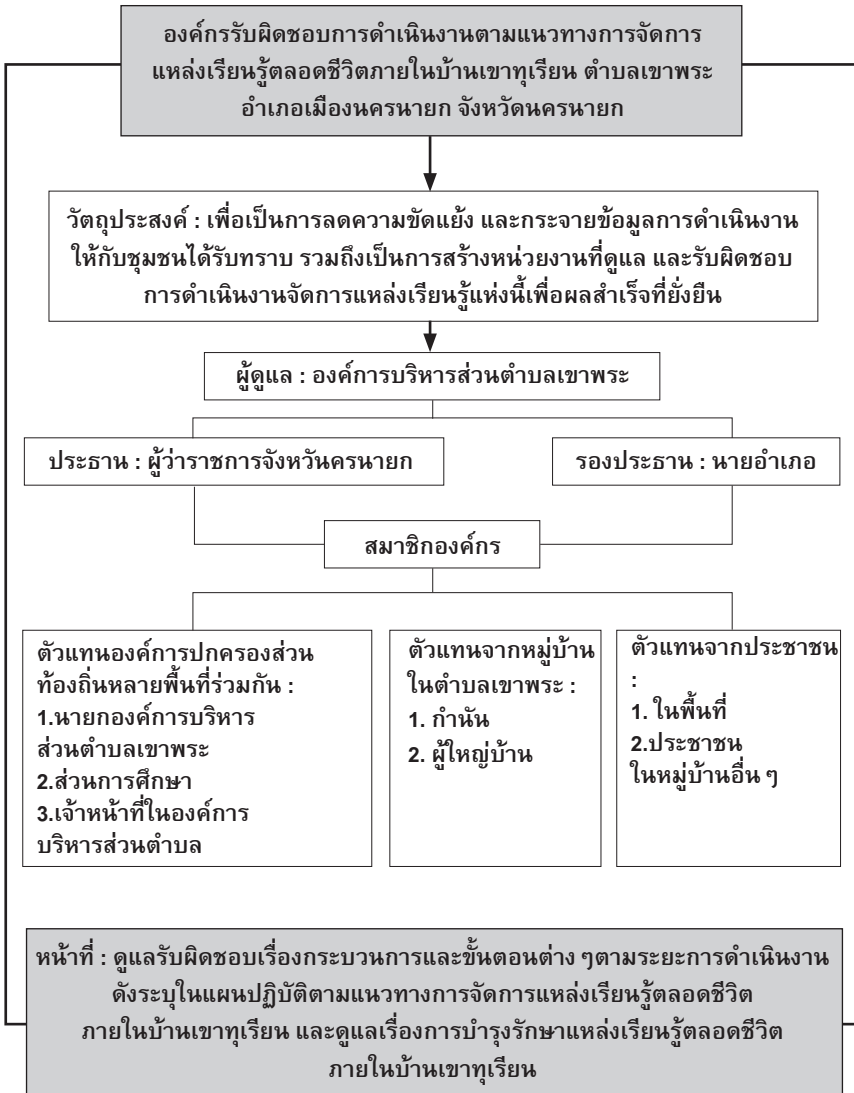 องค์กรรับผิดชอบการดำเนินงานตามแนวทางการจัดการ
แหล่งเรียนรู้ตลอดชีวิตภายในบ้านเขาทุเรียน ตำบลเขาพระ
อำเภอเมืองนครนายก จังหวัดนครนายก
วัตถุประสงค์ : เพื่อเป็นการลดความขัดแย้ง และกระจายข้อมูลการดำเนินงาน
ให้กับชุมชนได้รับทราบ รวมถึงเป็นการสร้างหน่วยงานที่ดูแล และรับผิดชอบ
การดำเนินงานจัดการแหล่งเรียนรู้แห่งนี้เพื่อผลสำเร็จที่ยั่งยืน
ผู้ดูแล : องค์การบริหารส่วนตำบลเขาพระ
ประธาน : ผู้ว่าราชการจังหวันครนายก
รองประธาน : นายอำเภอ
สมาชิกองค์กร
ตัวแทนองค์การปกครองส่วน
ท้องถิ่นหลายพื้นที่ร่วมกัน :
1.นายกองค์การบริหาร
ส่วนตำบลเขาพระ
2.ส่วนการศึกษา
3.เจ้าหน้าที่ในองค์การ
บริหารส่วนตำบล
ตัวแทนจากหมู่บ้าน
ในตำบลเขาพระ :
1. กำนัน
2. ผู้ใหญ่บ้าน
ตัวแทนจากประชาชน
:
1. ในพื้นที่
2.ประชาชน
ในหมู่บ้านอื่น ๆ
หน้าที่ : ดูแลรับผิดชอบเรื่องกระบวนการและขั้นตอนต่าง ๆตามระยะการดำเนินงาน
ดังระบุในแผนปฏิบัติตามแนวทางการจัดการแหล่งเรียนรู้ตลอดชีวิต
ภายในบ้านเขาทุเรียน และดูแลเรื่องการบำรุงรักษาแหล่งเรียนรู้ตลอดชีวิต
ภายในบ้านเขาทุเรียน